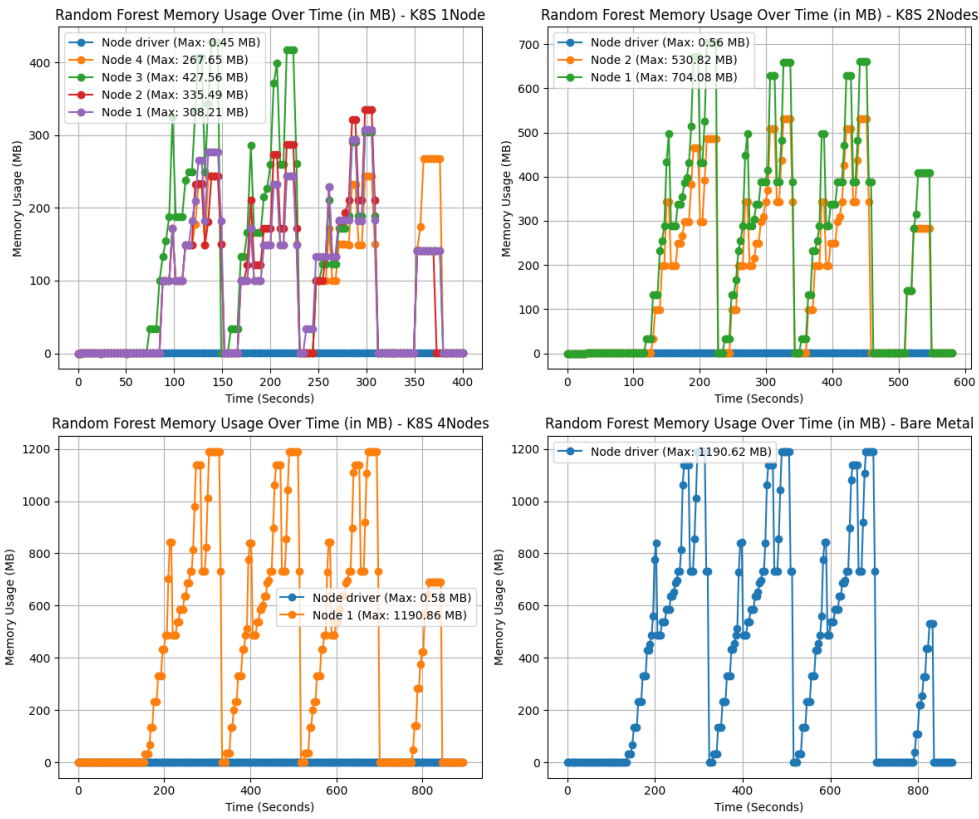 Random Forest Memory Usage Over Time (in MB) - K8S 1Node
Node driver (Max: 0.45 MB)
Node 4 (Max: 267.65 MB)
Node 3 (Max: 427.56 MB)
Node 2 (Max: 335.49 MB)
Node 1 (Max: 308.21 MB)
Memory Usage (MB)
400
300
200
100
0
0 50 100 150 200 250 300 350 400
Time (Seconds)
Random Forest Memory Usage Over Time (in MB) - K8S 2Nodes
Node driver (Max: 0.56 MB)
Node 2 (Max: 530.82 MB)
Node 1 (Max: 704.08 MB)
Memory Usage (MB)
700
600
500
400
300
200
100
0
0 100 200 300 400 500 600
Time (Seconds)
Random Forest Memory Usage Over Time (in MB) - K8S 4Nodes
Node driver (Max: 0.58 MB)
Node 1 (Max: 1190.86 MB)
Memory Usage (MB)
1200
1000
800
600
400
200
0
0 200 400 600 800
Time (Seconds)
Random Forest Memory Usage Over Time (in MB) - Bare Metal
Node driver (Max: 1190.62 MB)
Memory Usage (MB)
1200
1000
800
600
400
200
0
0 200 400 600 800
Time (Seconds)